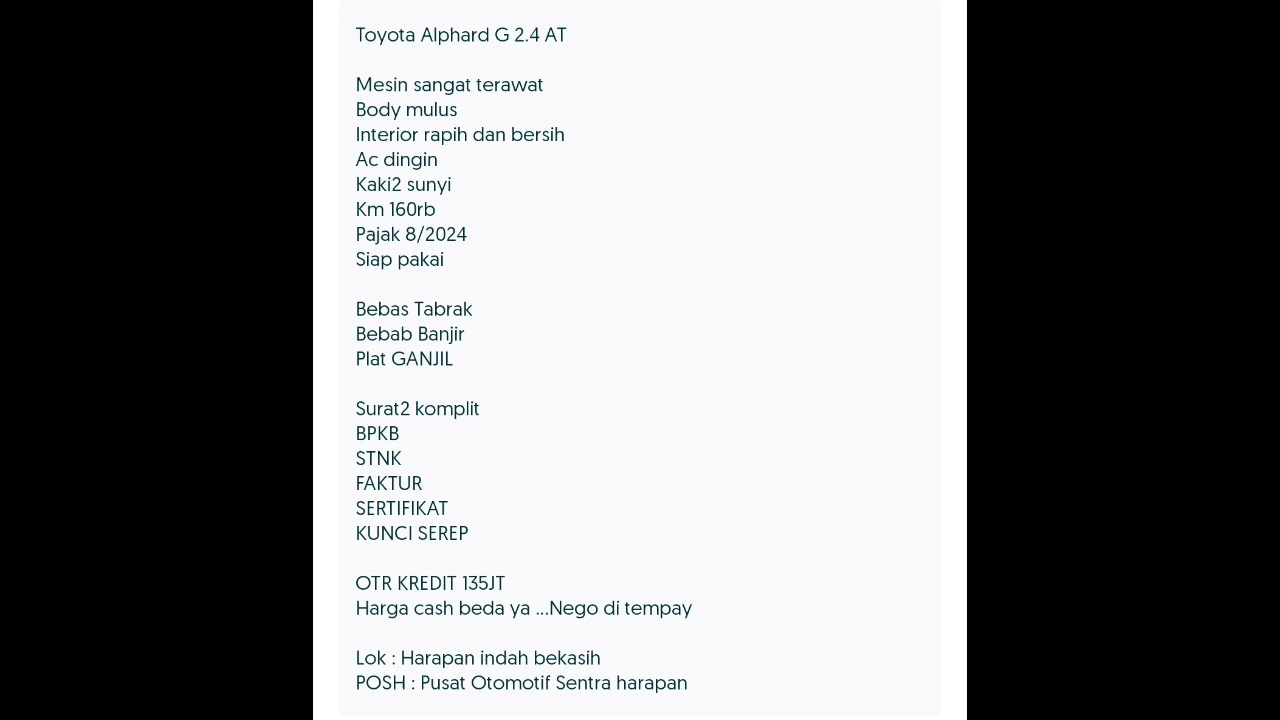 Toyota Alphard G 2.4 AT
Mesin sangat terawat
Body mulus
Interior rapih dan bersih
Ac dingin
Kaki2 sunyi
Km 160rb
Pajak 8/2024
Siap pakai
Bebas Tabrak
Bebab Banjir
Plat GANJIL
Surat2 komplit
BPKB
STNK
FAKTUR
SERTIFIKAT
KUNCI SEREP
OTR KREDIT 135JT
Harga cash beda ya ...Nego di tempay
Lok : Harapan indah bekasih
POSH : Pusat Otomotif Sentra harapan